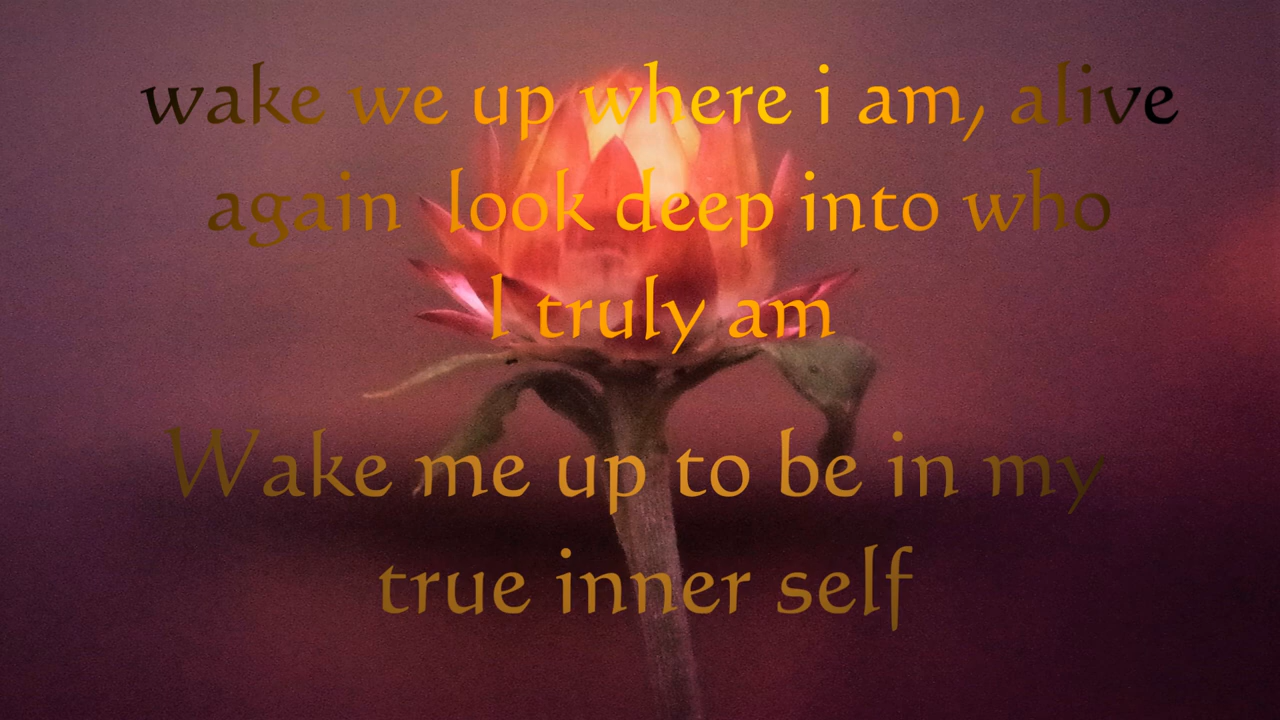 wake we up where i am, alive
again look deep into who
I truly am
Wake me up to be in my
true inner self